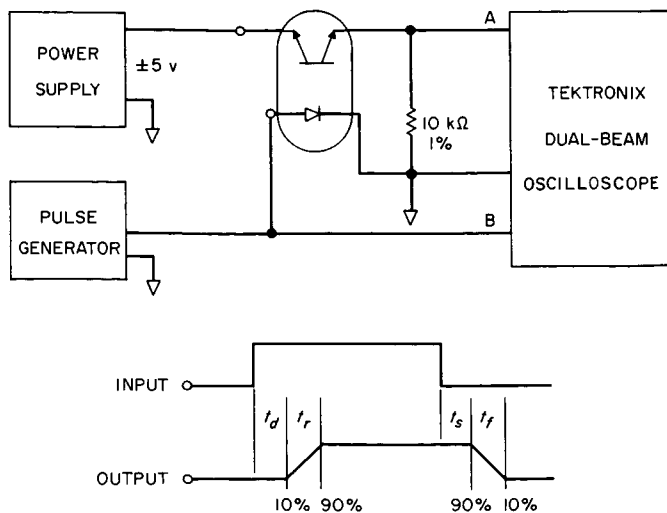 POWER
SUPPLY
±5 v
A
10 kΩ
1%
TEKTRONIX
DUAL-BEAM
OSCILLOSCOPE
PULSE
GENERATOR
B
INPUT
t_d t_r t_s t_f
OUTPUT
10% 90% 90% 10%